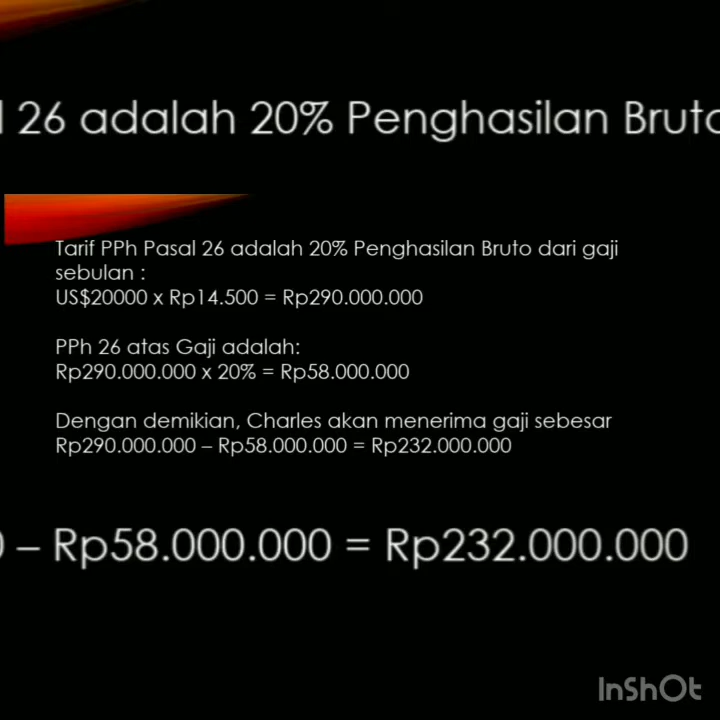 l 26 adalah 20% Penghasilan Bruto
Tarif PPh Pasal 26 adalah 20% Penghasilan Bruto dari gaji
sebulan :
US$20000 x Rp14.500 = Rp290.000.000
PPh 26 atas Gaji adalah:
Rp290.000.000 x 20% = Rp58.000.000
Dengan demikian, Charles akan menerima gaji sebesar
Rp290.000.000 – Rp58.000.000 = Rp232.000.000
0 – Rp58.000.000 = Rp232.000.000
InShOt